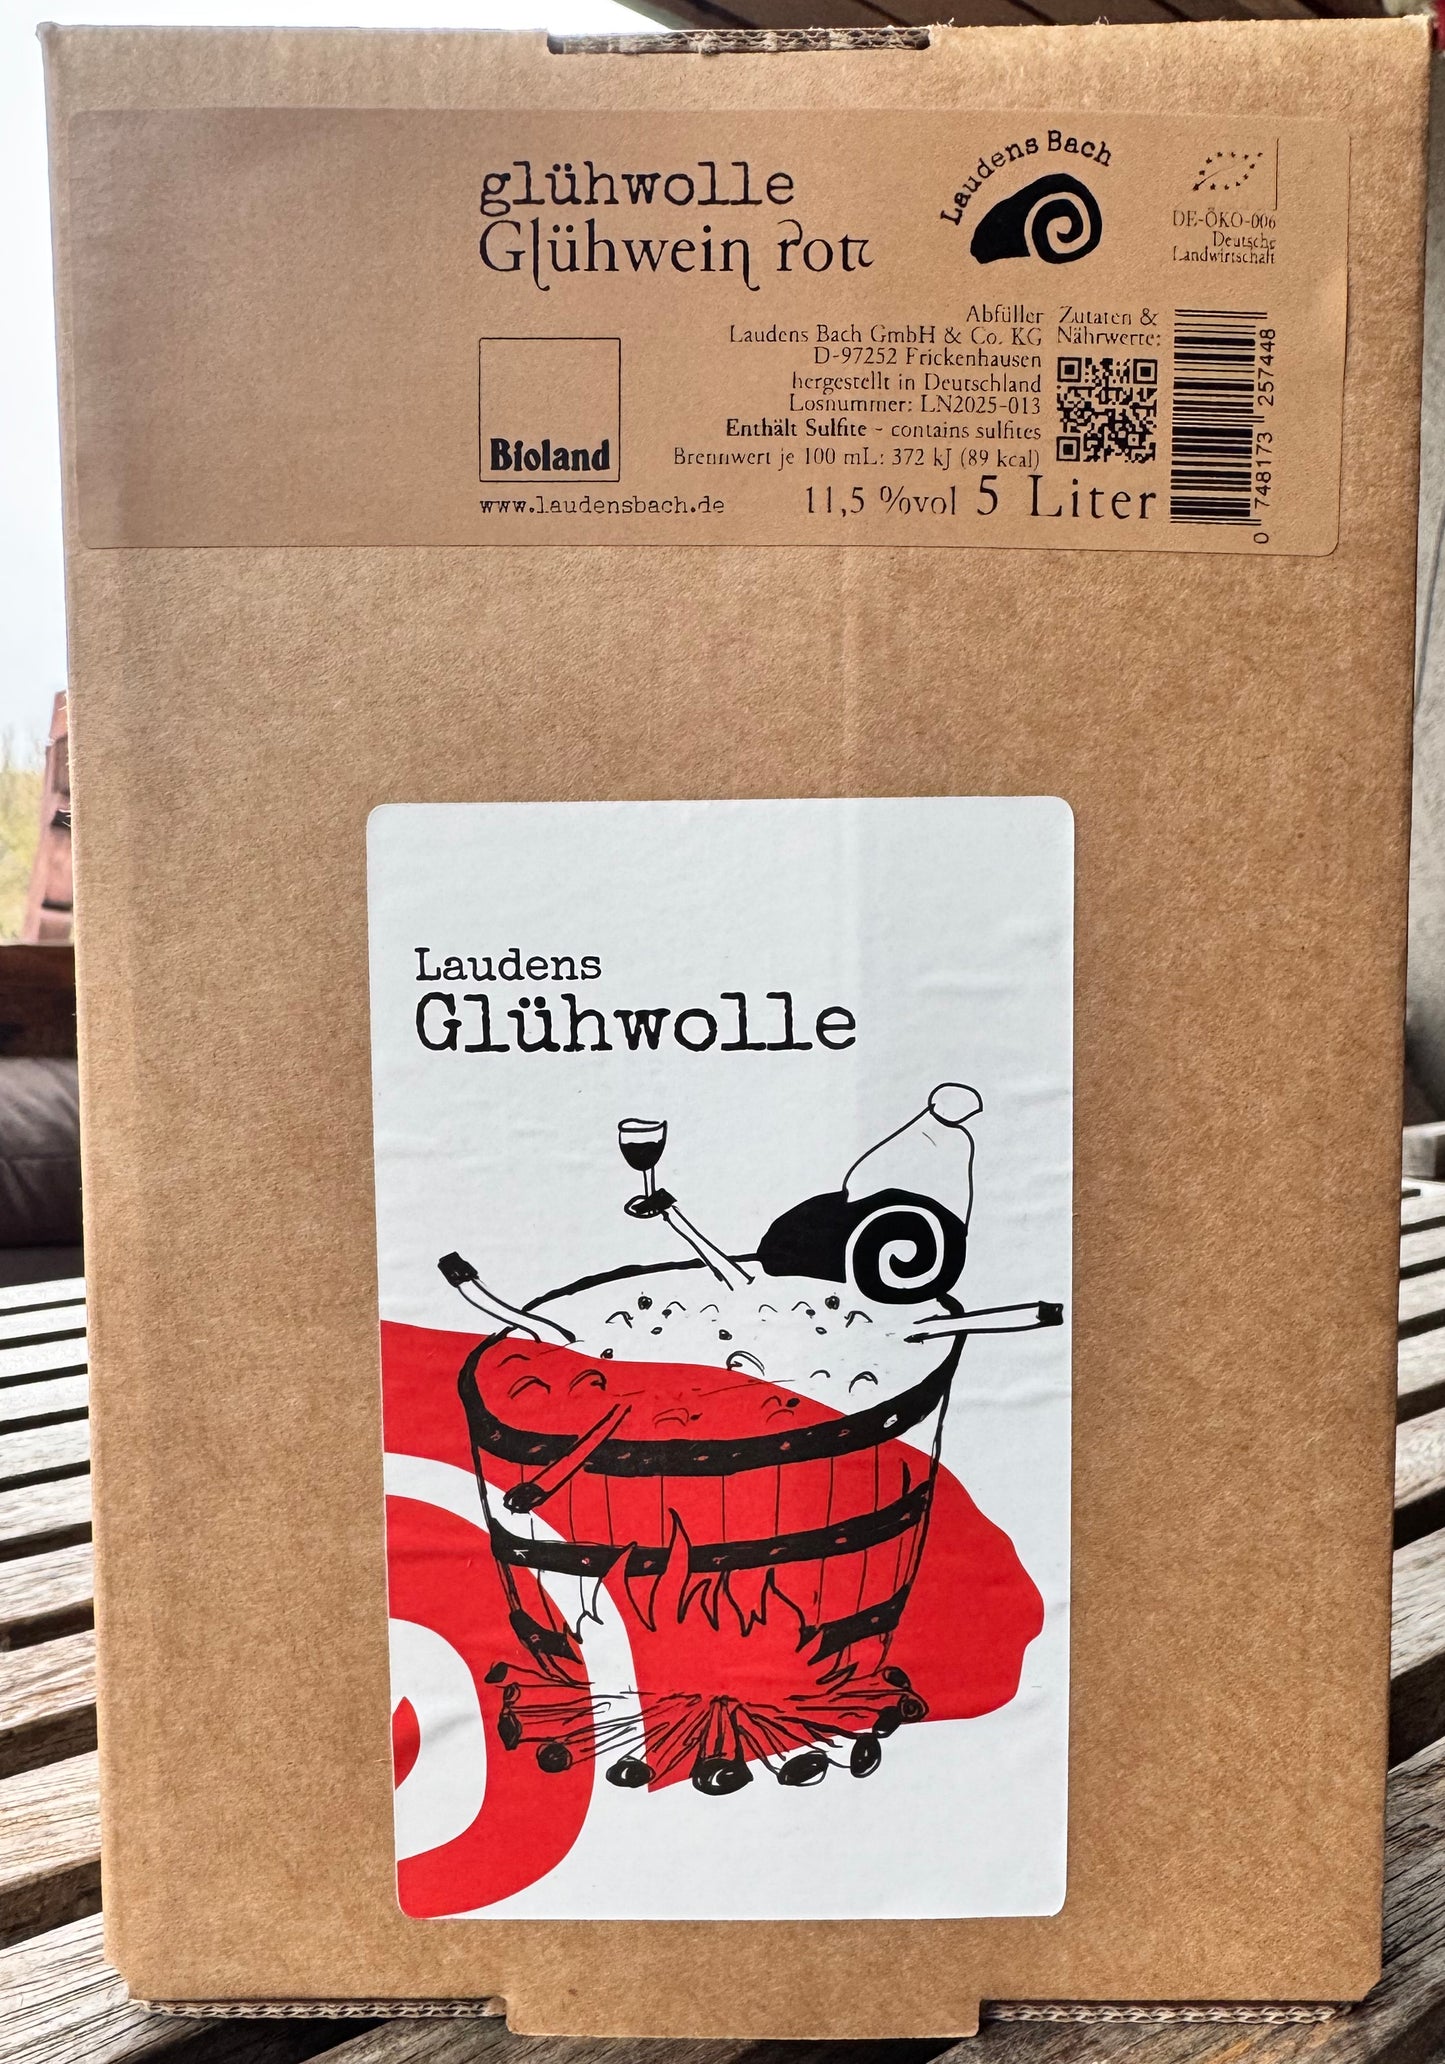 glühwolle
Glühwein rot
Laudens Bach
DE-ÖKO-006
Deutsche
Landwirtschaft
Abfüller
Laudens Bach GmbH & Co. KG
D-97252 Frickenhausen
hergestellt in Deutschland
Losnummer: LN2025-013
Enthält Sulfite - contains sulfites
Brennwert je 100 mL: 372 kJ (89 kcal)
11,5 %vol 5 Liter
Zutaten &
Nährwerte:
0 748173 257448
Bioland
www.laudensbach.de
Laudens
Glühwolle